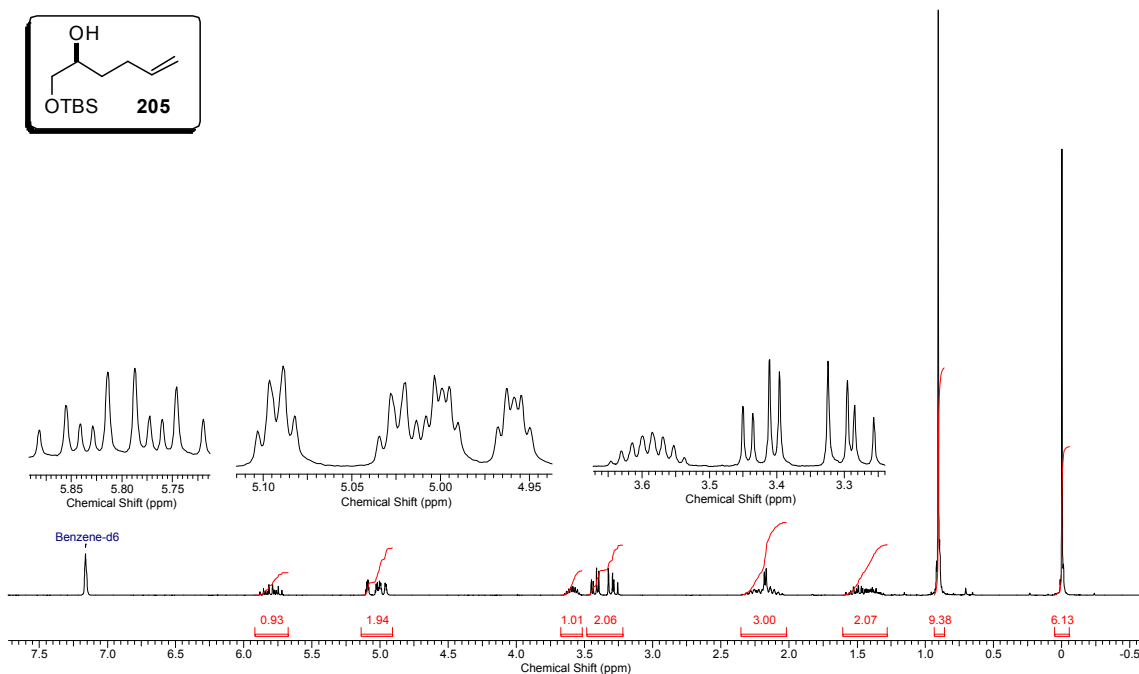 OH
OTBS
205
5.85 5.80 5.75
Chemical Shift (ppm)
5.10 5.05 5.00 4.95
Chemical Shift (ppm)
3.6 3.5 3.4 3.3
Chemical Shift (ppm)
Benzene-d6
0.93 1.94 1.01 2.06 3.00 2.07 9.38 6.13
7.5 7.0 6.5 6.0 5.5 5.0 4.5 4.0 3.5 3.0 2.5 2.0 1.5 1.0 0.5 0 -0.5
Chemical Shift (ppm)